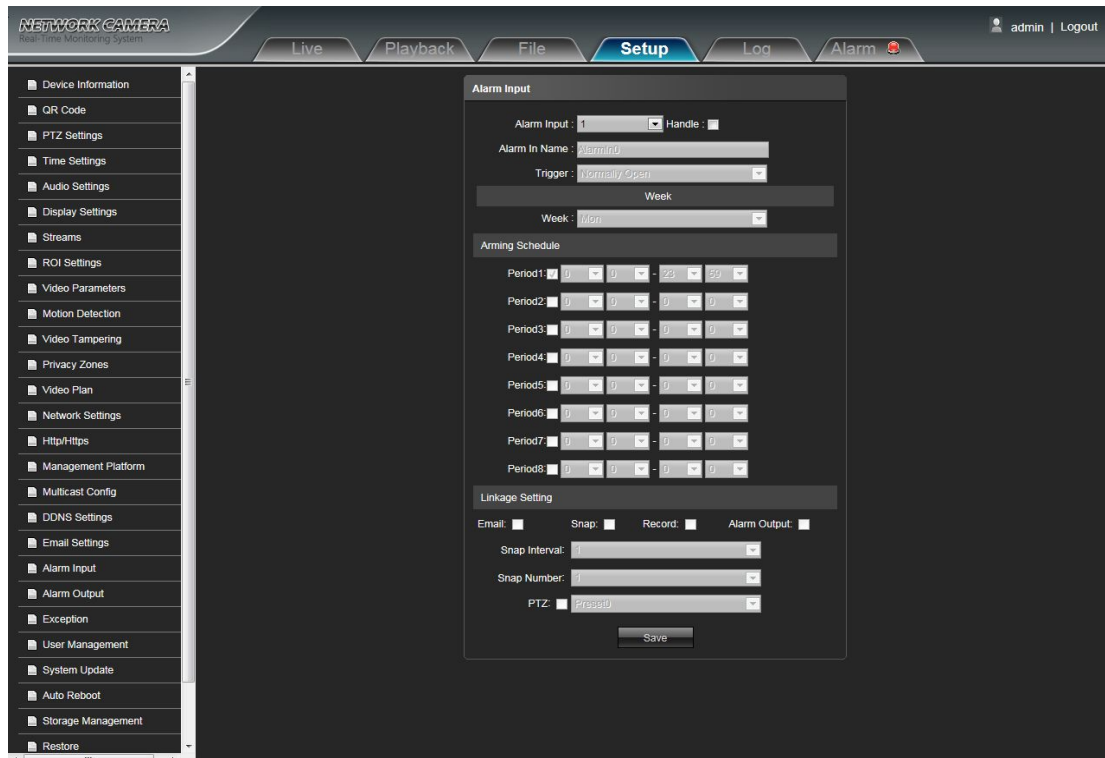 NETWORK CAMERA
Real-Time Monitoring System
admin | Logout
Live
Playback
File
Setup
Log
Alarm
Device Information
QR Code
PTZ Settings
Time Settings
Audio Settings
Display Settings
Streams
ROI Settings
Video Parameters
Motion Detection
Video Tampering
Privacy Zones
Video Plan
Network Settings
Http/Https
Management Platform
Multicast Config
DDNS Settings
Email Settings
Alarm Input
Alarm Output
Exception
User Management
System Update
Auto Reboot
Storage Management
Restore
Alarm Input
Alarm Input : 1 Handle :
Alarm In Name : AlarmIn0
Trigger : Normally Open
Week
Week : Mon
Arming Schedule
Period1: 0 0 - 23 59
Period2: 0 0 - 0 0
Period3: 0 0 - 0 0
Period4: 0 0 - 0 0
Period5: 0 0 - 0 0
Period6: 0 0 - 0 0
Period7: 0 0 - 0 0
Period8: 0 0 - 0 0
Linkage Setting
Email: Snap: Record: Alarm Output:
Snap Interval: 1
Snap Number: 1
PTZ: Preset0
Save